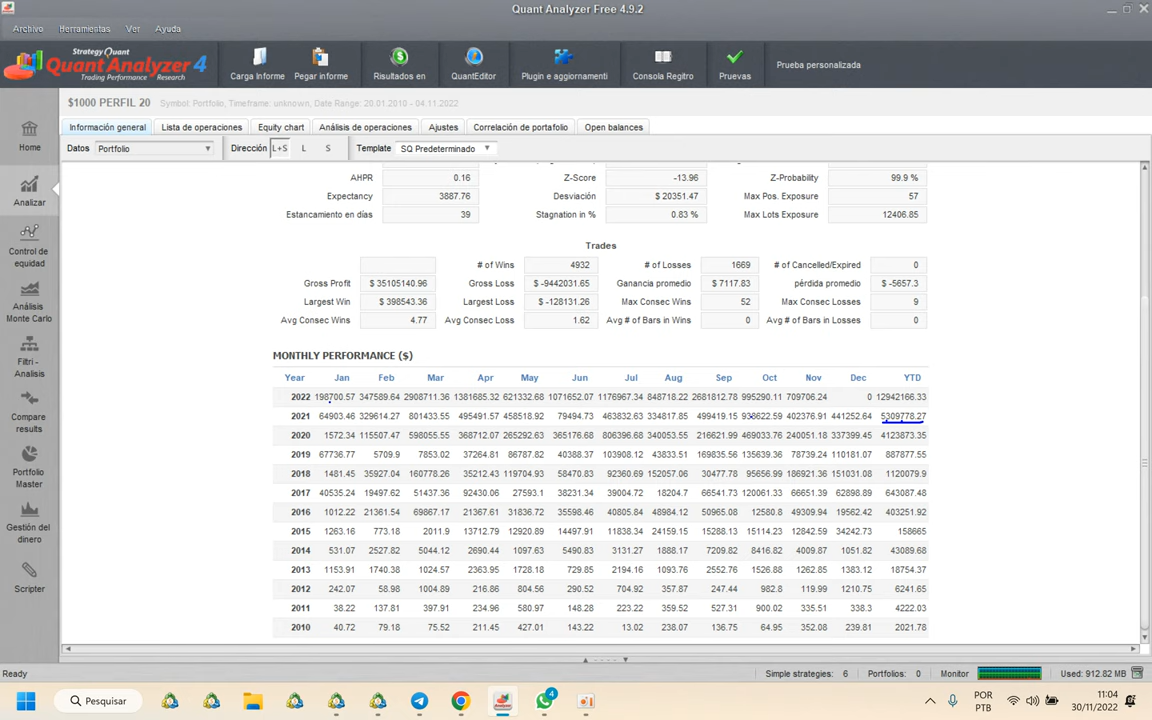 Quant Analyzer Free 4.9.2
Archivo Herramientas Ver Ayuda
Strategy Quant
Quant Analyzer 4
Trading Performance Research
Carga Informe Pegar informe Risultados en QuantEditor Plugin e aggiornamenti Consola Regitro Pruevas Prueba personalizada
$1000 PERFIL 20 Symbol: Portfolio, Timeframe: unknown, Date Range: 20.01.2010 - 04.11.2022
Información general Lista de operaciones Equity chart Análisis de operaciones Ajustes Correlación de portafolio Open balances
Datos Portfolio Dirección L+S L S Template SQ Predeterminado
Home
Analizar
Control de equidad
Análisis Monte Carlo
Filtri - Analisis
Compare results
Portfolio Master
Gestión del dinero
Scripter
AHPR 0.16 Z-Score -13.96 Z-Probability 99.9 %
Expectancy 3887.76 Desviación $ 20351.47 Max Pos. Exposure 57
Estancamiento en días 39 Stagnation in % 0.83 % Max Lots Exposure 12406.85
Trades
# of Wins 4932 # of Losses 1669 # of Cancelled/Expired 0
Gross Profit $ 35105140.96 Gross Loss $ -9442031.65 Ganancia promedio $ 7117.83 pérdida promedio $ -5657.3
Largest Win $ 398543.36 Largest Loss $ -128131.26 Max Consec Wins 52 Max Consec Losses 9
Avg Consec Wins 4.77 Avg Consec Loss 1.62 Avg # of Bars in Wins 0 Avg # of Bars in Losses 0
MONTHLY PERFORMANCE ($)
Year Jan Feb Mar Apr May Jun Jul Aug Sep Oct Nov Dec YTD
2022 198700.57 347589.64 2908711.36 1381685.32 621332.68 1071652.07 1176967.34 848718.22 2681812.78 995290.11 709706.24 0 12942166.33
2021 64903.46 329614.27 801433.55 495491.57 458518.92 79494.73 463832.63 334817.85 499419.15 938622.59 402376.91 441252.64 5309778.27
2020 1572.34 115507.47 598055.55 368712.07 265292.63 365176.68 806396.68 340053.55 216621.99 469033.76 240051.18 337399.45 4123873.35
2019 67736.77 5709.9 7853.02 37264.81 86787.82 40388.37 103908.12 43833.51 169835.56 135639.36 78739.24 110181.07 887877.55
2018 1481.45 35927.04 160778.26 35212.43 119704.93 58470.83 92360.69 152057.06 30477.78 95656.99 186921.36 151031.08 1120079.9
2017 40535.24 19497.62 51437.36 92430.06 27593.1 38231.34 39004.72 18204.7 66541.73 120061.33 66651.39 62898.89 643087.48
2016 1012.22 21361.54 69867.17 21367.61 31836.72 35598.46 40805.84 48984.12 50965.08 12580.8 49309.94 19562.42 403251.92
2015 1263.16 773.18 2011.9 13712.79 12920.89 14497.91 11838.34 24159.15 15288.13 15114.23 12842.59 34242.73 158665
2014 531.07 2527.82 5044.12 2690.44 1097.63 5490.83 3131.27 1888.17 7209.82 8416.82 4009.87 1051.82 43089.68
2013 1153.91 1740.38 1024.57 2363.95 1728.18 729.85 2194.16 1093.76 2552.76 1526.88 1262.85 1383.12 18754.37
2012 242.07 58.98 1004.89 216.86 804.56 290.52 704.92 357.87 247.44 982.8 119.99 1210.75 6241.65
2011 38.22 137.81 397.91 234.96 580.97 148.28 223.22 359.52 527.31 900.02 335.51 338.3 4222.03
2010 40.72 79.18 75.52 211.45 427.01 143.22 13.02 238.07 136.75 64.95 352.08 239.81 2021.78
Ready Simple strategies: 6 Portfolios: 0 Monitor Used: 912.82 MB
Pesquisar 4 POR PTB 11:04 30/11/2022